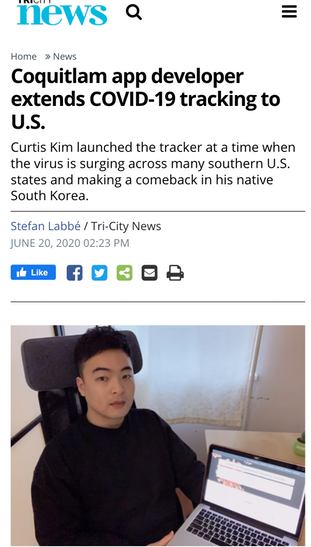 TRICITY
news
Home » News
Coquitlam app developer
extends COVID-19 tracking to
U.S.
Curtis Kim launched the tracker at a time when
the virus is surging across many southern U.S.
states and making a comeback in his native
South Korea.
Stefan Labbé / Tri-City News
JUNE 20, 2020 02:23 PM
Like